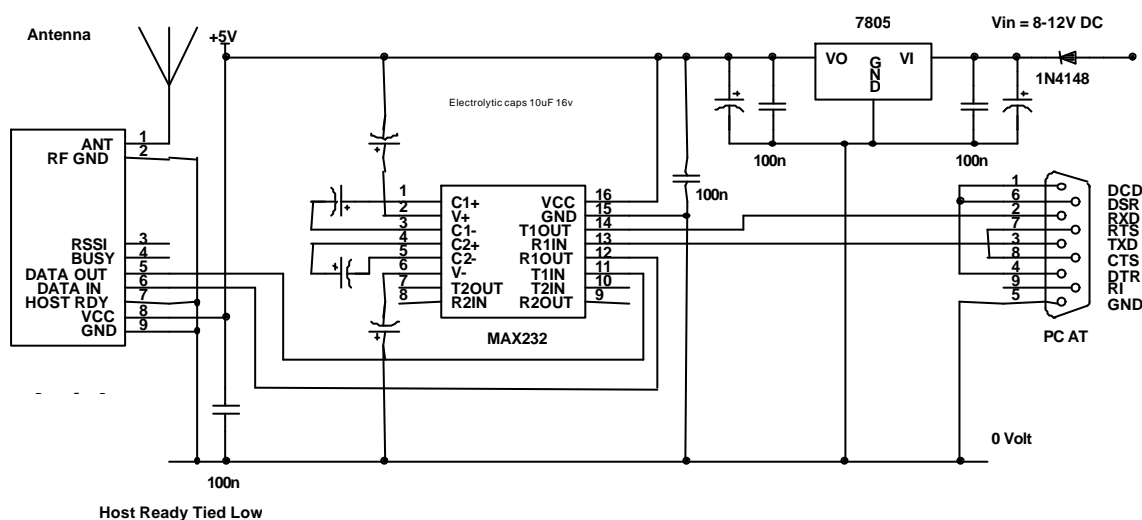 Antenna
+5V
7805
Vin = 8-12V DC
VO
GND
VI
1N4148
Electrolytic caps 10uF 16v
100n
100n
100n
1
ANT
2
RF GND
RSSI
3
BUSY
4
DATA OUT
5
DATA IN
6
HOST RDY
7
VCC
8
GND
9
1
C1+
2
V+
3
C1-
4
C2+
5
C2-
6
V-
7
T2OUT
8
R2IN
VCC
16
GND
15
T1OUT
14
R1IN
13
R1OUT
12
T1IN
11
T2IN
10
R2OUT
9
MAX232
1
DCD
6
DSR
2
RXD
7
RTS
3
TXD
8
CTS
4
DTR
9
RI
5
GND
PC AT
0 Volt
100n
Host Ready Tied Low